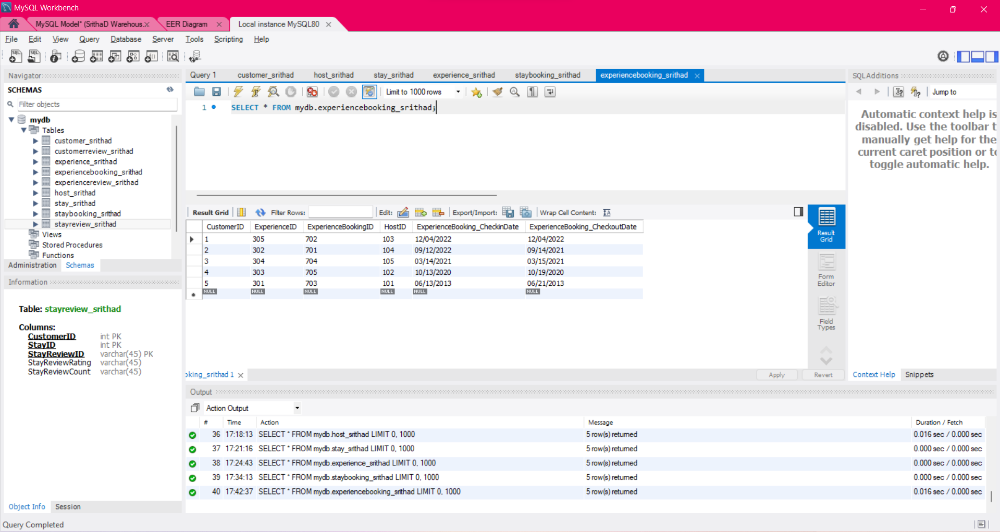 MySQL Workbench
MySQL Model* (SrithaD Warehous.. ×
EER Diagram ×
Local instance MySQL80 ×
File Edit View Query Database Server Tools Scripting Help
Navigator
SCHEMAS
Filter objects
mydb
Tables
customer_srithad
customerreview_srithad
experience_srithad
experiencebooking_srithad
experiencereview_srithad
host_srithad
stay_srithad
staybooking_srithad
stayreview_srithad
Views
Stored Procedures
Functions
Administration Schemas
Information
Table: stayreview_srithad
Columns:
CustomerID int PK
StayID int PK
StayReviewID varchar(45) PK
StayReviewRating varchar(45)
StayReviewCount varchar(45)
Object Info Session
Query 1 customer_srithad host_srithad stay_srithad experience_srithad staybooking_srithad experiencebooking_srithad ×
Limit to 1000 rows
1 SELECT * FROM mydb.experiencebooking_srithad;
Result Grid Filter Rows: Edit: Export/Import: Wrap Cell Content:
CustomerID ExperienceID ExperienceBookingID HostID ExperienceBooking_CheckinDate ExperienceBooking_CheckoutDate
1 305 702 103 12/04/2022 12/04/2022
2 302 701 104 09/12/2022 09/14/2021
3 304 704 105 03/14/2021 03/15/2021
4 303 705 102 10/13/2020 10/19/2020
5 301 703 101 06/13/2013 06/21/2013
NULL NULL NULL NULL NULL NULL
Result
Grid
Form
Editor
Field
Types
oking_srithad 1 ×
Apply Revert
SQLAdditions
Jump to
Automatic context help is
disabled. Use the toolbar t
manually get help for the
current caret position or to
toggle automatic help.
Context Help Snippets
Output
Action Output
# Time Action Message Duration / Fetch
36 17:18:13 SELECT * FROM mydb.host_srithad LIMIT 0, 1000 5 row(s) returned 0.016 sec / 0.000 sec
37 17:21:16 SELECT * FROM mydb.stay_srithad LIMIT 0, 1000 5 row(s) returned 0.000 sec / 0.000 sec
38 17:24:43 SELECT * FROM mydb.experience_srithad LIMIT 0, 1000 5 row(s) returned 0.000 sec / 0.000 sec
39 17:34:13 SELECT * FROM mydb.staybooking_srithad LIMIT 0, 1000 5 row(s) returned 0.000 sec / 0.000 sec
40 17:42:37 SELECT * FROM mydb.experiencebooking_srithad LIMIT 0, 1000 5 row(s) returned 0.016 sec / 0.000 sec
Query Completed